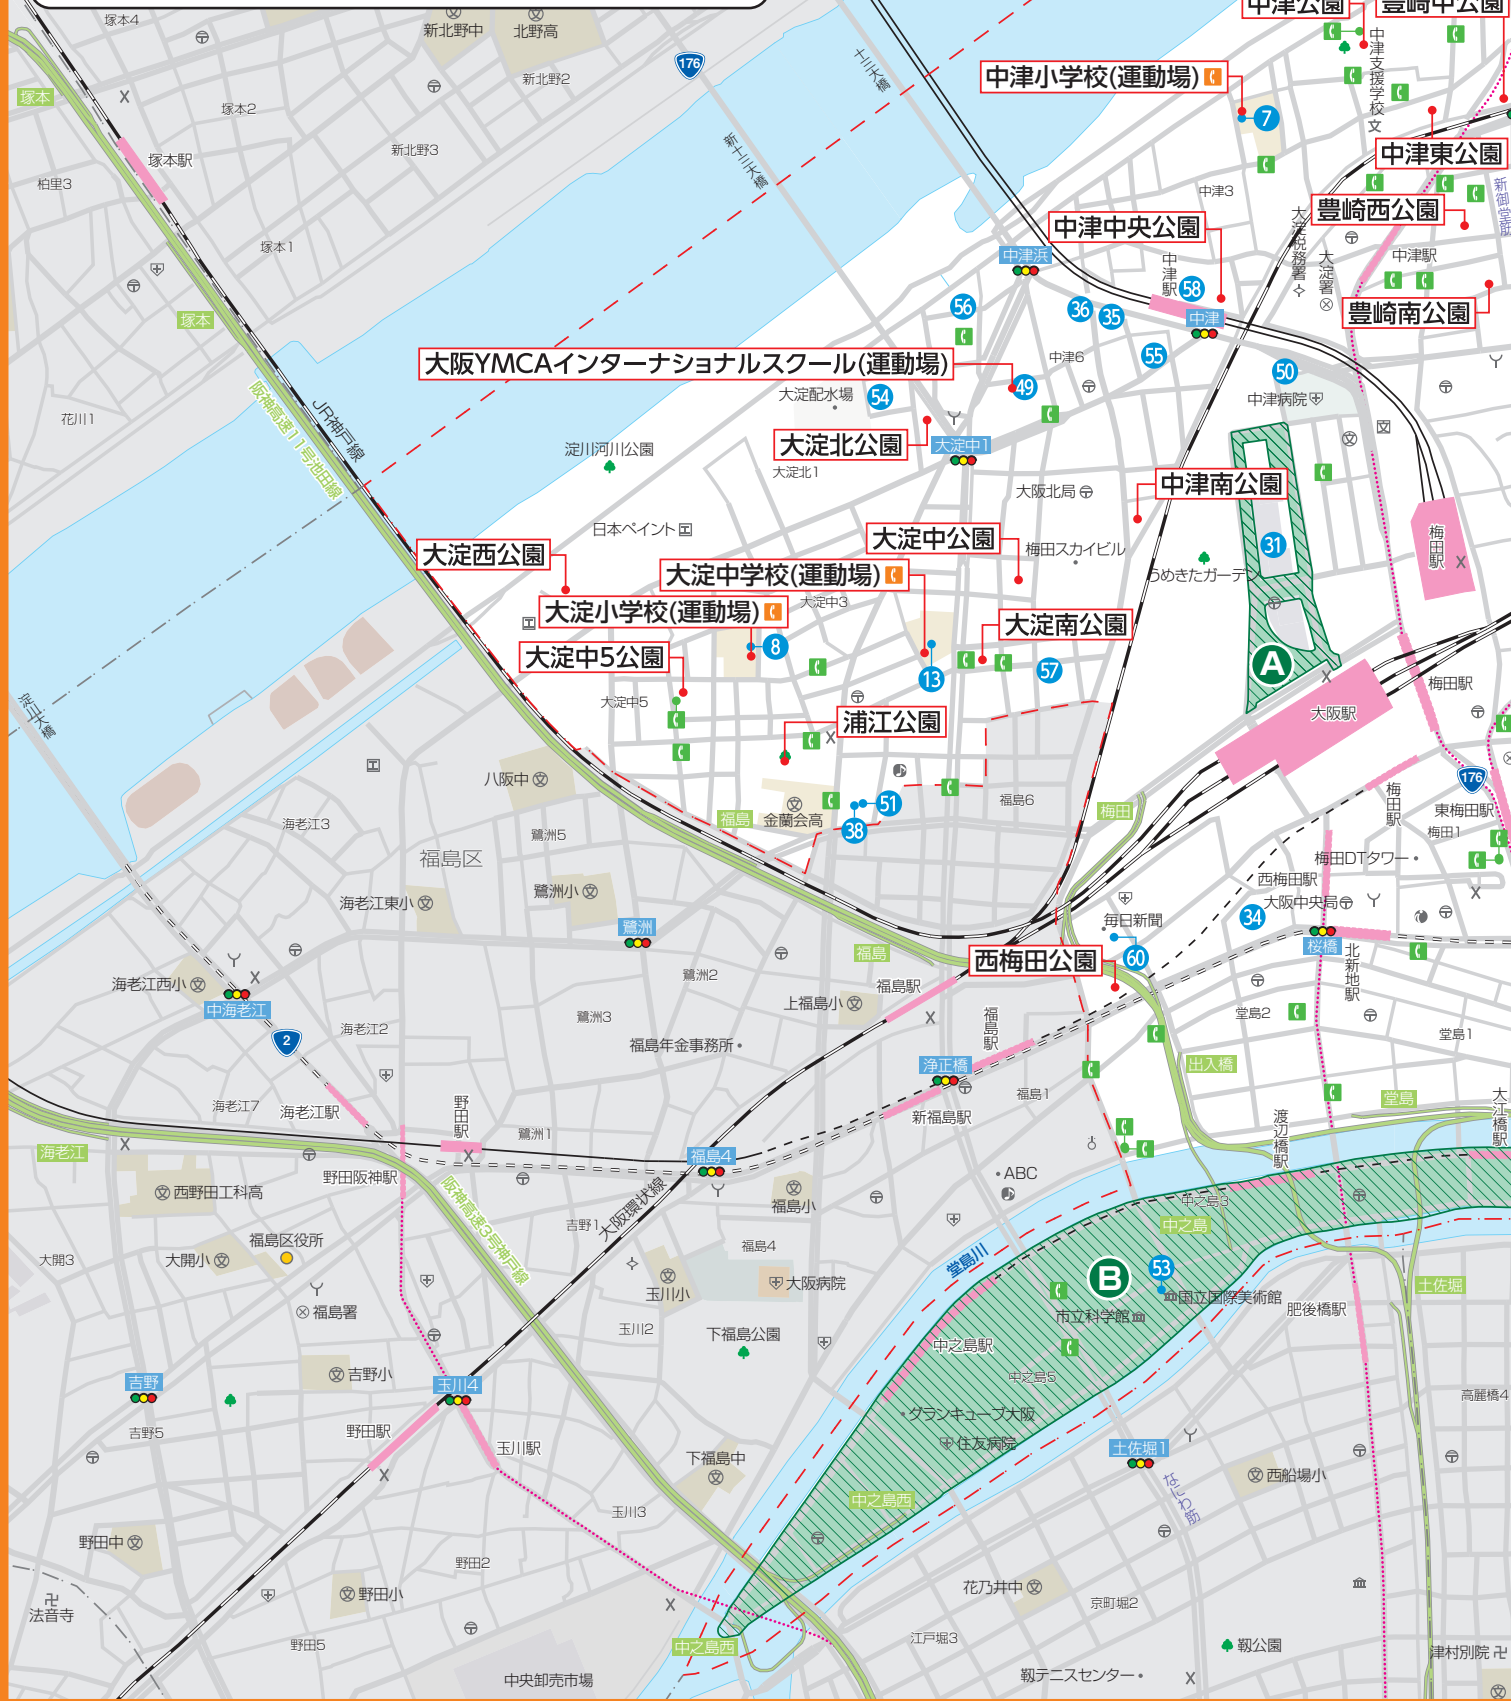 塚本4
新北野中
北野高
176
新北野2
塚本
塚本2
塚本駅
新北野3
柏里3
塚本1
塚本
花川1
阪神高速11号池田線
JR神戸線
十三大橋
新十三大橋
中津公園
豊崎中公園
中津支援学校
中津小学校(運動場)
7
中津東公園
新御堂筋
中津3
豊崎西公園
大淀税務署
大淀署
中津駅
中津中央公園
中津浜
中津駅
58
豊崎南公園
中津
56
36
35
55
中津6
50
中津病院
大阪YMCAインターナショナルスクール(運動場)
49
大淀配水場
54
大淀北公園
大淀中1
大淀北1
淀川河川公園
大阪北局
中津南公園
日本ペイント
大淀西公園
大淀中公園
梅田スカイビル
31
梅田駅
うめきたガーデン
大淀中学校(運動場)
大淀中3
大淀小学校(運動場)
8
大淀南公園
大淀中5公園
13
57
A
大淀中5
梅田駅
大阪駅
浦江公園
淀川大橋
八阪中
福島
金蘭会高
38
51
福島6
梅田
梅田駅
176
東梅田駅
梅田1
梅田DTタワー
海老江3
鷺洲5
福島区
西梅田駅
大阪中央局
34
海老江東小
鷺洲小
毎日新聞
60
鷺洲
福島
西梅田公園
桜橋
北新地駅
海老江西小
中海老江
鷺洲2
福島駅
上福島小
鷺洲3
海老江2
2
福島年金事務所
福島駅
堂島2
堂島1
浄正橋
出入橋
福島1
海老江7
海老江駅
野田駅
鷺洲1
新福島駅
堂島
大江橋駅
渡辺橋駅
海老江
福島4
野田阪神駅
ABC
西野田工科高
阪神高速3号神戸線
大阪環状線
福島小
中之島3
中之島
吉野1
福島区役所
大開3
大開小
福島4
堂島川
B
53
国立国際美術館
土佐堀
玉川小
大阪病院
市立科学館
肥後橋駅
福島署
玉川2
下福島公園
中之島駅
中之島5
吉野
吉野小
玉川4
高麗橋4
グランキューブ大阪
吉野5
野田駅
玉川駅
住友病院
土佐堀1
下福島中
西船場小
なにわ筋
中之島西
玉川3
野田中
野田2
野田小
花乃井中
京町堀2
法音寺
野田5
中之島西
江戸堀3
靱公園
津村別院
中央卸売市場
靱テニスセンター